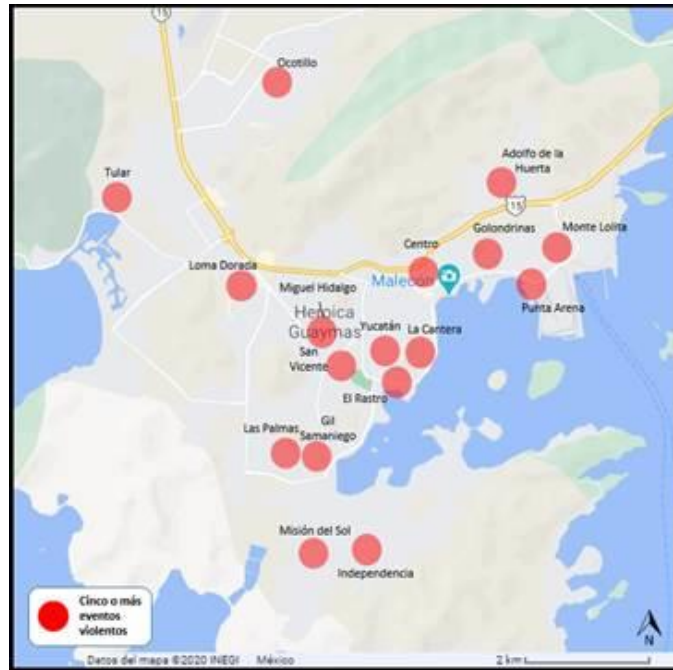 15
Ocotillo
Adolfo de la
Huerta
Tular
15
Golondrinas
Monte Lolita
Centro
Loma Dorada
Malecón
Miguel Hidalgo
Punta Arena
Heroica
Guaymas
Yucatán
La Cantera
San
Vicente
El Rastro
Las Palmas
Gil
Samaniego
Misión del Sol
Independencia
Cinco o más
eventos
violentos
N
Datos del mapa ©2020 INEGI México 2 km